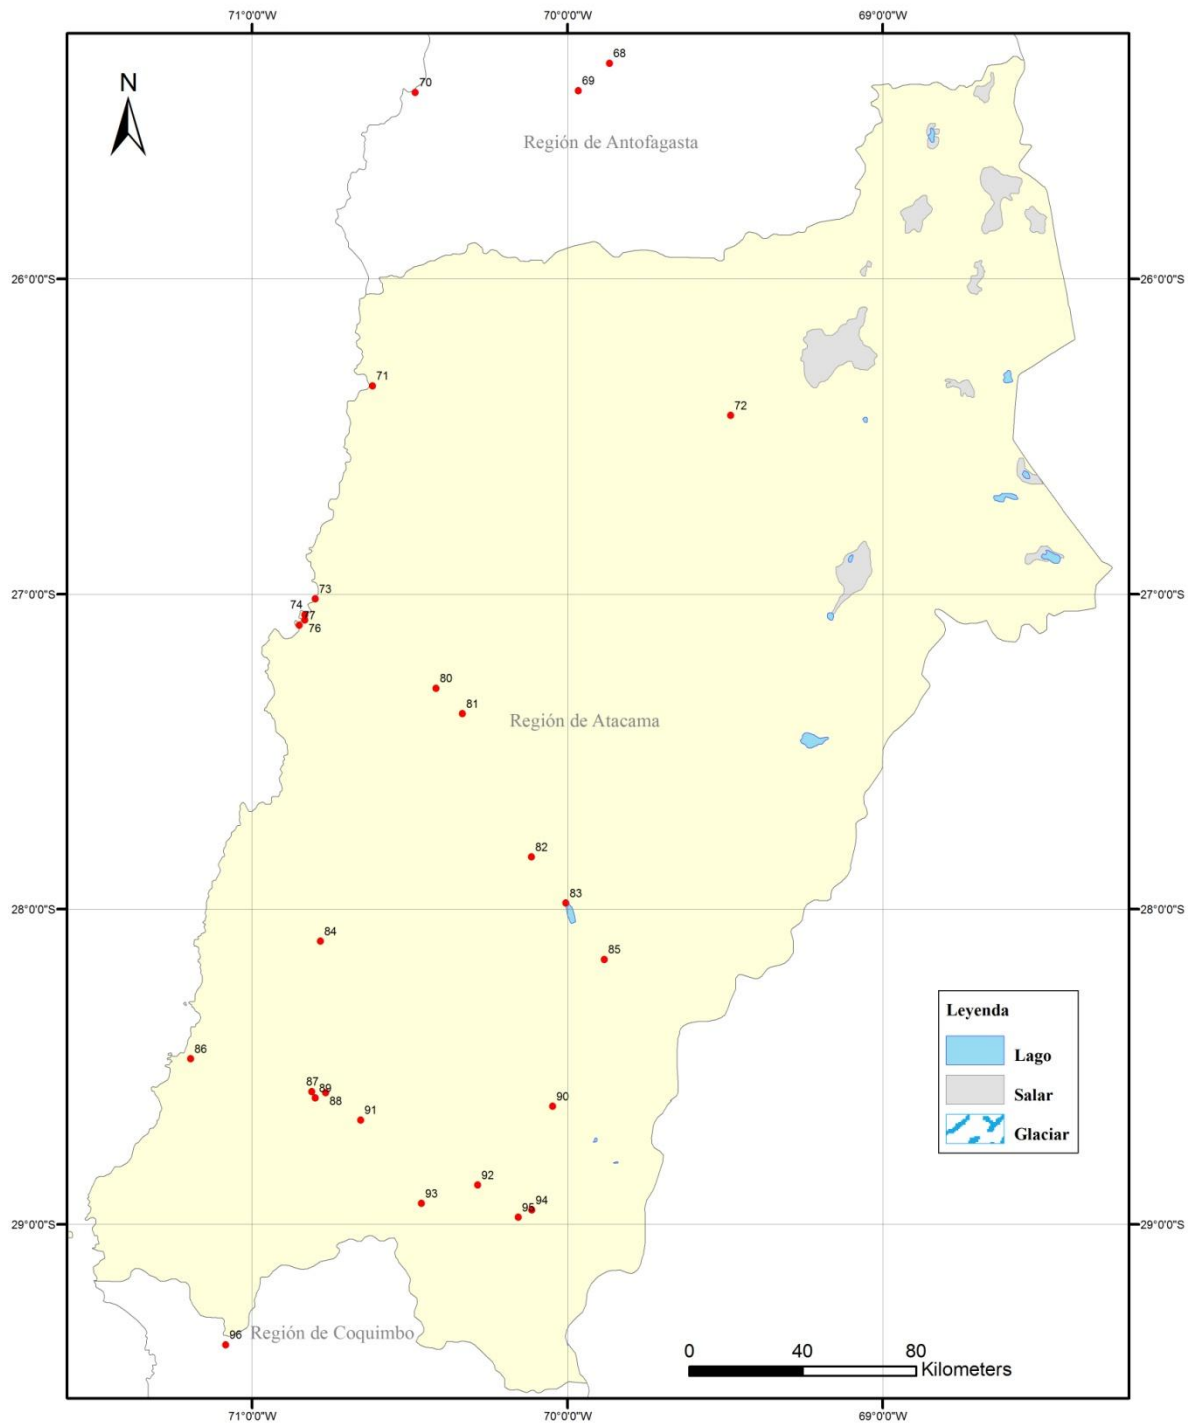 71°0'0"W 70°0'0"W 69°0'0"W
N
68
69
70
Región de Antofagasta
26°0'0"S 26°0'0"S
71
72
27°0'0"S 27°0'0"S
73
74
77
76
80
81
Región de Atacama
82
83
28°0'0"S 28°0'0"S
84
85
Leyenda
Lago
Salar
Glaciar
86
87
89
88
90
91
92
93
94
95
29°0'0"S 29°0'0"S
96
Región de Coquimbo
0 40 80
Kilometers
71°0'0"W 70°0'0"W 69°0'0"W